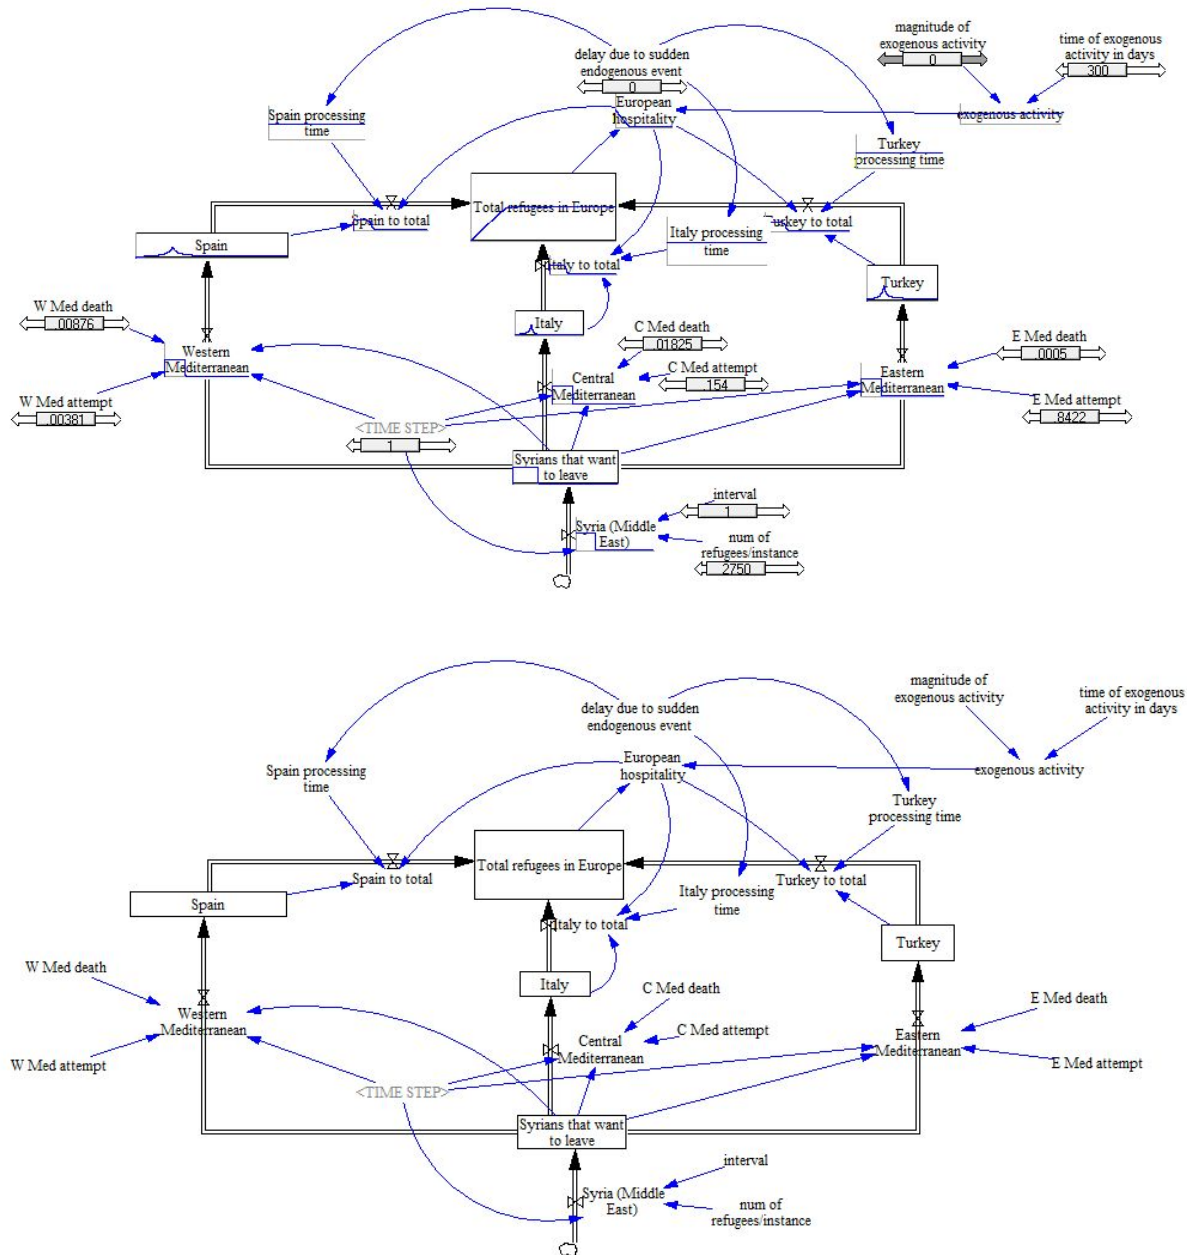 magnitude of
exogenous activity
0
time of exogenous
activity in days
300
delay due to sudden
endogenous event
0
European
hospitality
exogenous activity
Spain processing
time
Turkey
processing time
Total refugees in Europe
Spain to total
Turkey to total
Italy processing
time
Italy to total
Spain
Turkey
Italy
W Med death
.00876
C Med death
.01825
E Med death
.0005
Western
Mediterranean
Central
Mediterranean
C Med attempt
.154
Eastern
Mediterranean
W Med attempt
.00381
E Med attempt
.8422
<TIME STEP>
1
Syrians that want
to leave
interval
1
Syria (Middle
East)
num of
refugees/instance
2750
magnitude of
exogenous activity
time of exogenous
activity in days
delay due to sudden
endogenous event
European
hospitality
exogenous activity
Spain processing
time
Turkey
processing time
Total refugees in Europe
Spain to total
Turkey to total
Italy processing
time
Italy to total
Spain
Turkey
Italy
W Med death
C Med death
E Med death
Western
Mediterranean
Central
Mediterranean
C Med attempt
Eastern
Mediterranean
W Med attempt
E Med attempt
<TIME STEP>
Syrians that want
to leave
interval
Syria (Middle
East)
num of
refugees/instance